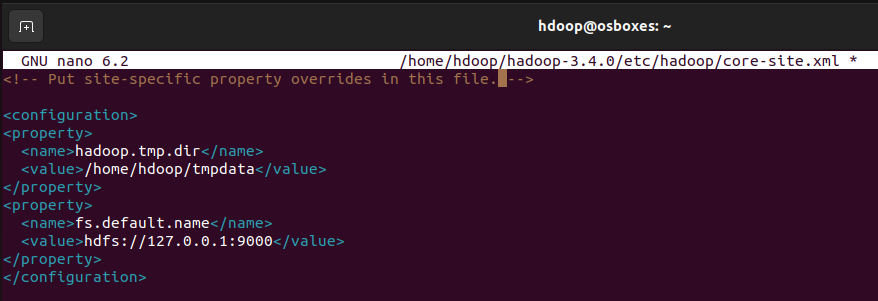 hdoop@osboxes: ~
GNU nano 6.2 /home/hdoop/hadoop-3.4.0/etc/hadoop/core-site.xml *
<!-- Put site-specific property overrides in this file. -->
<configuration>
<property>
  <name>hadoop.tmp.dir</name>
  <value>/home/hdoop/tmpdata</value>
</property>
<property>
  <name>fs.default.name</name>
  <value>hdfs://127.0.0.1:9000</value>
</property>
</configuration>